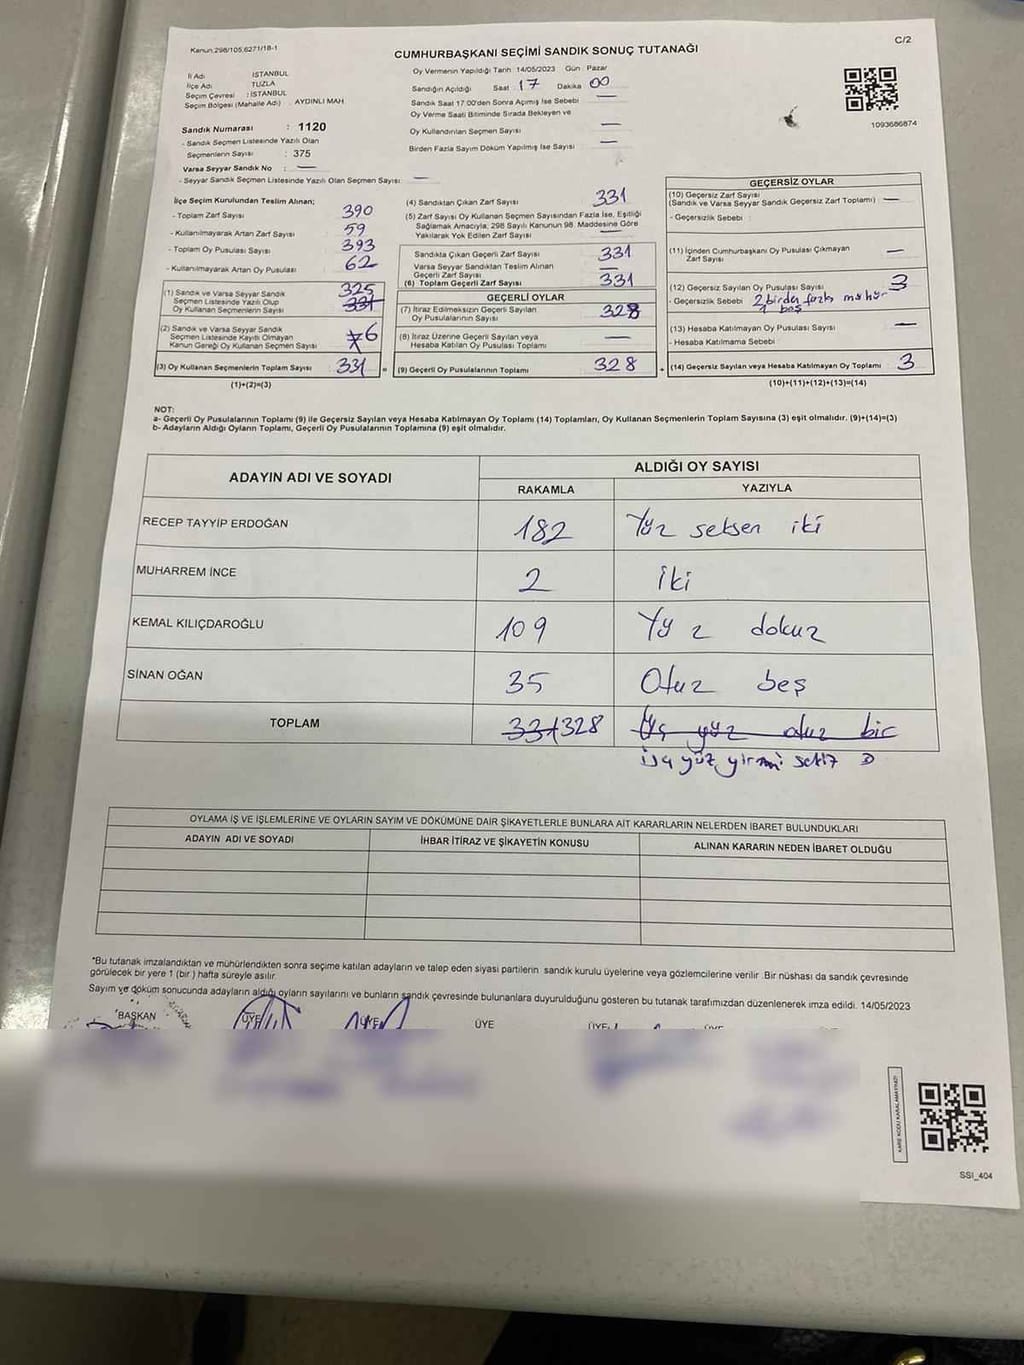 Kanun:298/105,6271/18-1
C/2
CUMHURBAŞKANI SEÇİMİ SANDIK SONUÇ TUTANAĞI
İl Adı : İSTANBUL
İlçe Adı : TUZLA
Seçim Çevresi : İSTANBUL
Seçim Bölgesi (Mahalle Adı) : AYDINLI MAH
Sandık Numarası : 1120
- Sandık Seçmen Listesinde Yazılı Olan
Seçmenlerin Sayısı : 375
Varsa Seyyar Sandık No : —
- Seyyar Sandık Seçmen Listesinde Yazılı Olan Seçmen Sayısı: —
Oy Vermenin Yapıldığı Tarih :14/05/2023 Gün : Pazar
Sandığın Açıldığı Saat : 17 Dakika : 00
Sandık Saat 17:00'den Sonra Açımış İse Sebebi —
Oy Verme Saati Bitiminde Sırada Bekleyen ve
Oy Kullandırılan Seçmen Sayısı —
Birden Fazla Sayım Döküm Yapılmış İse Sayısı —
1093686874
İlçe Seçim Kurulundan Teslim Alınan;
- Toplam Zarf Sayısı 390
- Kullanılmayarak Artan Zarf Sayısı 59
- Toplam Oy Pusulası Sayısı 393
- Kullanılmayarak Artan Oy Pusulası 62
(1) Sandık ve Varsa Seyyar Sandık
Seçmen Listesinde Yazılı Olup
Oy Kullanan Seçmenlerin Sayısı 325 331
(2) Sandık ve Varsa Seyyar Sandık
Seçmen Listesinde Kayıtlı Olmayan
Kanun Gereği Oy Kullanan Seçmen Sayısı 6
(3) Oy Kullanan Seçmenlerin Toplam Sayısı 331 =
(1)+(2)=(3)
(4) Sandıktan Çıkan Zarf Sayısı 331
(5) Zarf Sayısı Oy Kullanan Seçmen Sayısından Fazla İse, Eşitliği
Sağlamak Amacıyla; 298 Sayılı Kanunun 98. Maddesine Göre
Yakılarak Yok Edilen Zarf Sayısı —
Sandıkta Çıkan Geçerli Zarf Sayısı 331
Varsa Seyyar Sandıktan Teslim Alınan
Geçerli Zarf Sayısı —
(6) Toplam Geçerli Zarf Sayısı 331
GEÇERLİ OYLAR
(7) İtiraz Edilmeksizin Geçerli Sayılan
Oy Pusulalarının Sayısı 328
(8) İtiraz Üzerine Geçerli Sayılan veya
Hesaba Katılan Oy Pusulası Toplamı —
(9) Geçerli Oy Pusulalarının Toplamı 328 +
GEÇERSİZ OYLAR
(10) Geçersiz Zarf Sayısı
(Sandık ve Varsa Seyyar Sandık Geçersiz Zarf Toplamı) —
- Geçersizlik Sebebi :
(11) İçinden Cumhurbaşkanı Oy Pusulası Çıkmayan
Zarf Sayısı —
(12) Geçersiz Sayılan Oy Pusulası Sayısı 3
- Geçersizlik Sebebi : 2 birden fazla mühür
1 boş
(13) Hesaba Katılmayan Oy Pusulası Sayısı —
- Hesaba Katılmama Sebebi :
(14) Geçersiz Sayılan veya Hesaba Katılmayan Oy Toplamı 3
(10)+(11)+(12)+(13)=(14)
NOT:
a- Geçerli Oy Pusulalarının Toplamı (9) ile Geçersiz Sayılan veya Hesaba Katılmayan Oy Toplamı (14) Toplamları, Oy Kullanan Seçmenlerin Toplam Sayısına (3) eşit olmalıdır. (9)+(14)=(3)
b- Adayların Aldığı Oyların Toplamı, Geçerli Oy Pusulalarının Toplamına (9) eşit olmalıdır.
ADAYIN ADI VE SOYADI
ALDIĞI OY SAYISI
RAKAMLA YAZIYLA
RECEP TAYYİP ERDOĞAN 182 Yüz seksen iki
MUHARREM İNCE 2 İki
KEMAL KILIÇDAROĞLU 109 Yüz dokuz
SİNAN OĞAN 35 Otuz beş
TOPLAM 331 328 Üç yüz otuz bir
üç yüz yirmi sekiz
OYLAMA İŞ VE İŞLEMLERİNE VE OYLARIN SAYIM VE DÖKÜMÜNE DAİR ŞİKAYETLERLE BUNLARA AİT KARARLARIN NELERDEN İBARET BULUNDUKLARI
ADAYIN ADI VE SOYADI İHBAR İTİRAZ VE ŞİKAYETİN KONUSU ALINAN KARARIN NEDEN İBARET OLDUĞU
*Bu tutanak imzalandıktan ve mühürlendikten sonra seçime katılan adayların ve talep eden siyasi partilerin sandık kurulu üyelerine veya gözlemcilerine verilir .Bir nüshası da sandık çevresinde
görülecek bir yere 1 (bir ) hafta süreyle asılır.
Sayım ve döküm sonucunda adayların aldığı oyların sayılarını ve bunların sandık çevresinde bulunanlara duyurulduğunu gösteren bu tutanak tarafımızdan düzenlenerek imza edildi. 14/05/2023
BAŞKAN ÜYE ÜYE ÜYE ÜYE ÜYE
KARE KODU KARALAMAYINIZ!
SSI_404